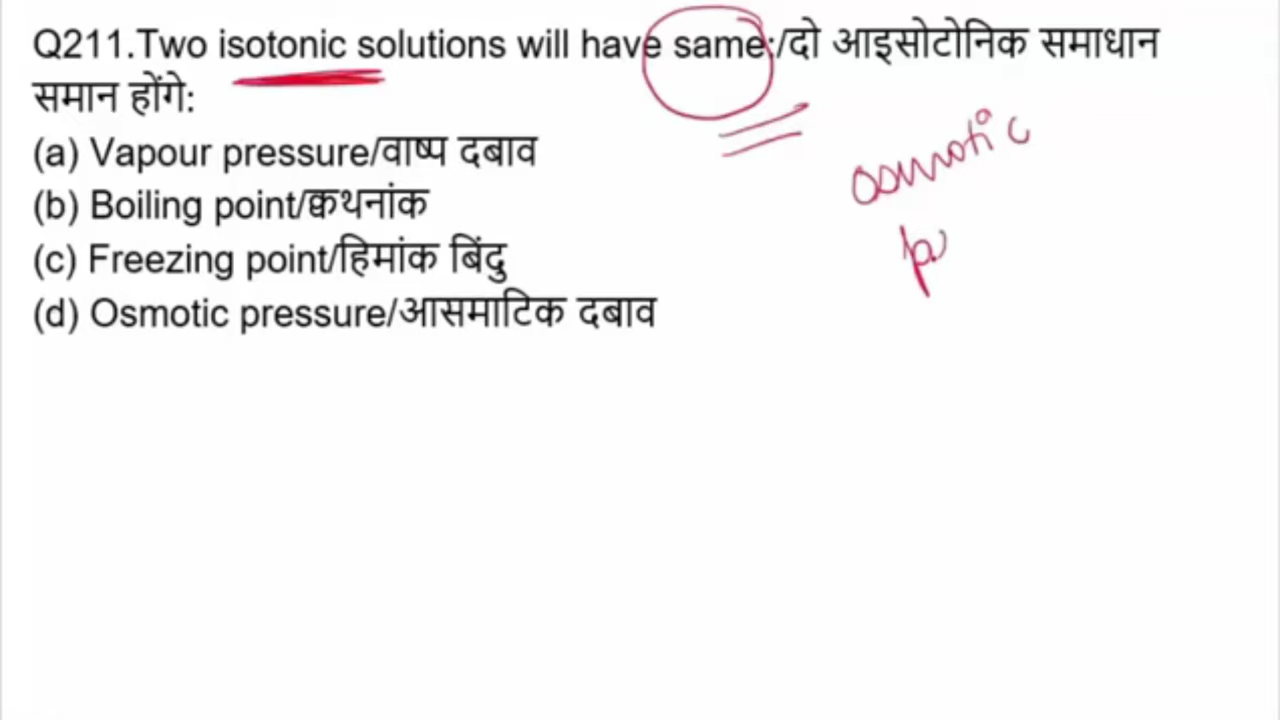 Q211.Two isotonic solutions will have same:/दो आइसोटोनिक समाधान
समान होंगे:
(a) Vapour pressure/वाष्प दबाव
(b) Boiling point/क्वथनांक
(c) Freezing point/हिमांक बिंदु
(d) Osmotic pressure/आसमाटिक दबाव
osmotic